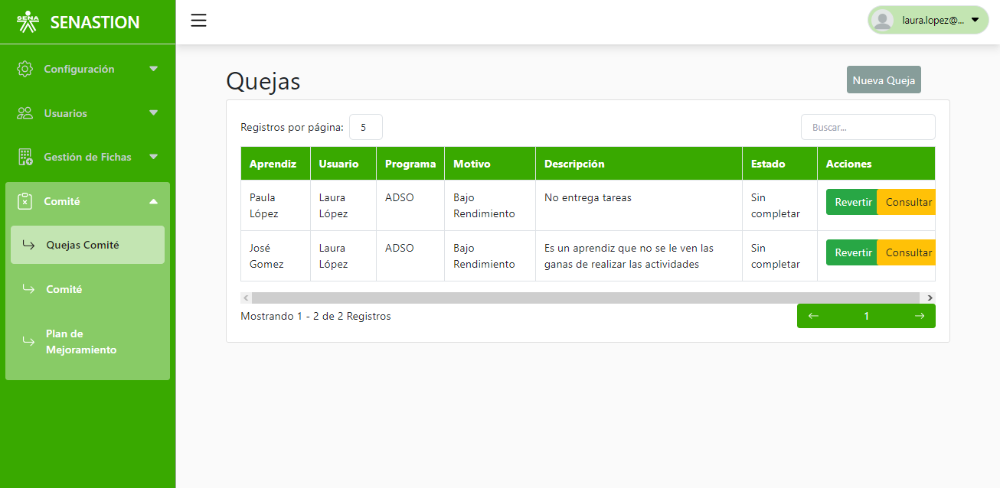 SENA
SENASTION
laura.lopez@...
Configuración
Usuarios
Gestión de Fichas
Comité
Quejas Comité
Comité
Plan de
Mejoramiento
Quejas
Nueva Queja
Registros por página: 5
Buscar...
Aprendiz Usuario Programa Motivo Descripción Estado Acciones
Paula Laura ADSO Bajo No entrega tareas Sin Revertir Consultar
López López Rendimiento completar
José Laura ADSO Bajo Es un aprendiz que no se le ven las Sin Revertir Consultar
Gomez López Rendimiento ganas de realizar las actividades completar
Mostrando 1 - 2 de 2 Registros
← 1 →